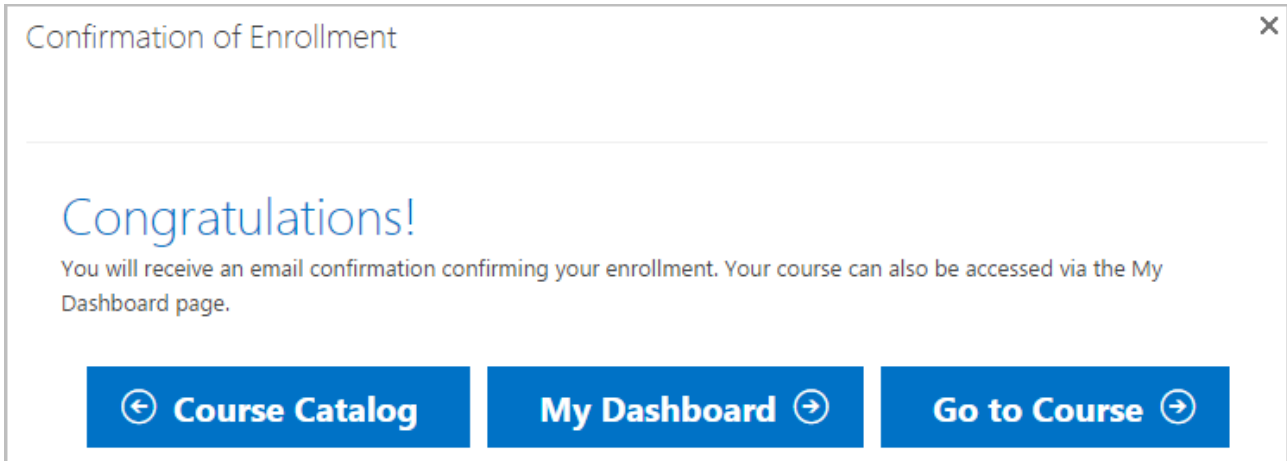 Confirmation of Enrollment
Congratulations!
You will receive an email confirmation confirming your enrollment. Your course can also be accessed via the My
Dashboard page.
Course Catalog
My Dashboard
Go to Course